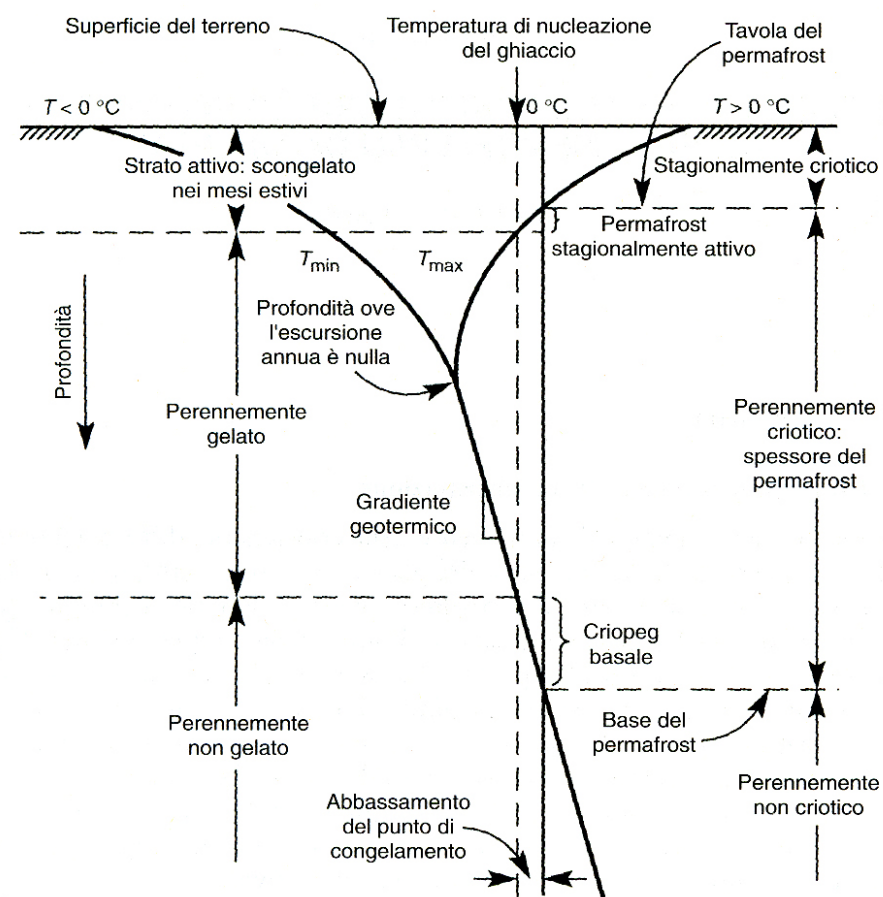 Superficie del terreno
Temperatura di nucleazione
del ghiaccio
Tavola del
permafrost
T < 0 °C
0 °C
T > 0 °C
Strato attivo: scongelato
nei mesi estivi
Stagionalmente criotico
Permafrost
stagionalmente attivo
Tmin
Tmax
Profondità
Profondità ove
l'escursione
annua è nulla
Perennemente
gelato
Perennemente
criotico:
spessore del
permafrost
Gradiente
geotermico
Criopeg
basale
Perennemente
non gelato
Base del
permafrost
Perennemente
non criotico
Abbassamento
del punto di
congelamento